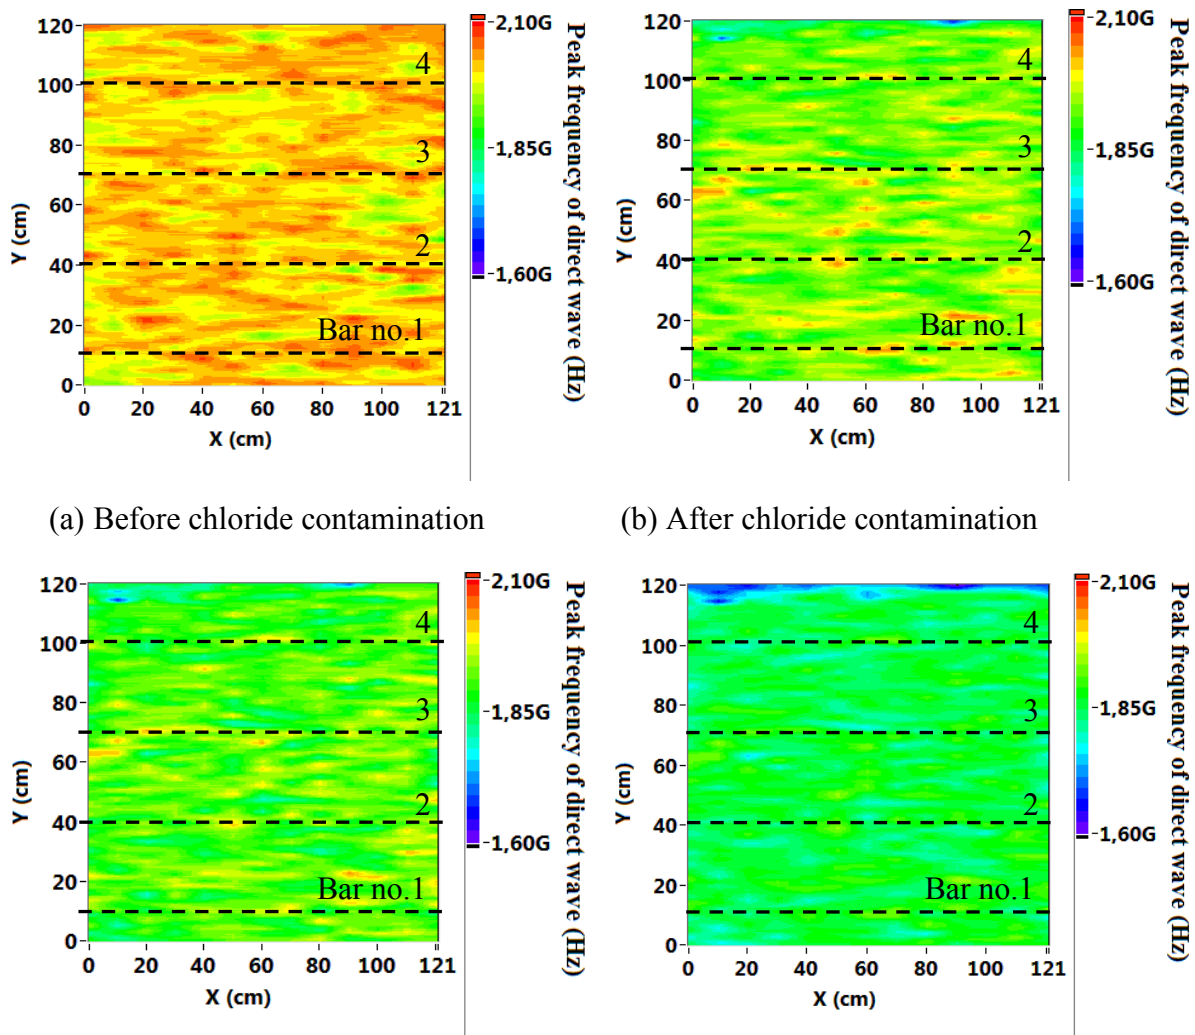 120
100
80
60
40
20
0
Y (cm)
4
3
2
Bar no.1
0 20 40 60 80 100 121
X (cm)
2,10G
1,85G
1,60G
Peak frequency of direct wave (Hz)
(a) Before chloride contamination
120
100
80
60
40
20
0
Y (cm)
4
3
2
Bar no.1
0 20 40 60 80 100 121
X (cm)
2,10G
1,85G
1,60G
Peak frequency of direct wave (Hz)
(b) After chloride contamination
120
100
80
60
40
20
0
Y (cm)
4
3
2
Bar no.1
0 20 40 60 80 100 121
X (cm)
2,10G
1,85G
1,60G
Peak frequency of direct wave (Hz)
120
100
80
60
40
20
0
Y (cm)
4
3
2
Bar no.1
0 20 40 60 80 100 121
X (cm)
2,10G
1,85G
1,60G
Peak frequency of direct wave (Hz)